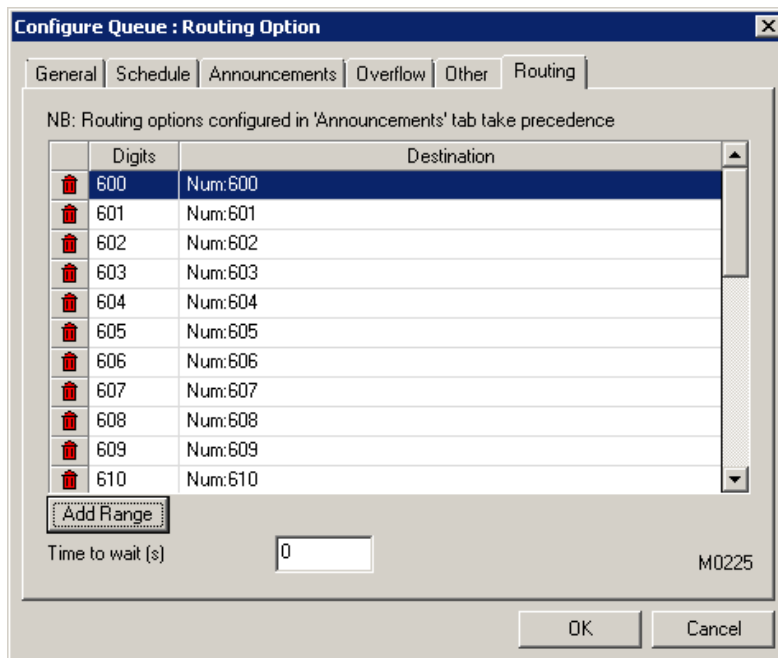 Configure Queue : Routing Option
General Schedule Announcements Overflow Other Routing
NB: Routing options configured in 'Announcements' tab take precedence
Digits Destination
600 Num:600
601 Num:601
602 Num:602
603 Num:603
604 Num:604
605 Num:605
606 Num:606
607 Num:607
608 Num:608
609 Num:609
610 Num:610
Add Range
Time to wait (s) 0
M0225
OK Cancel